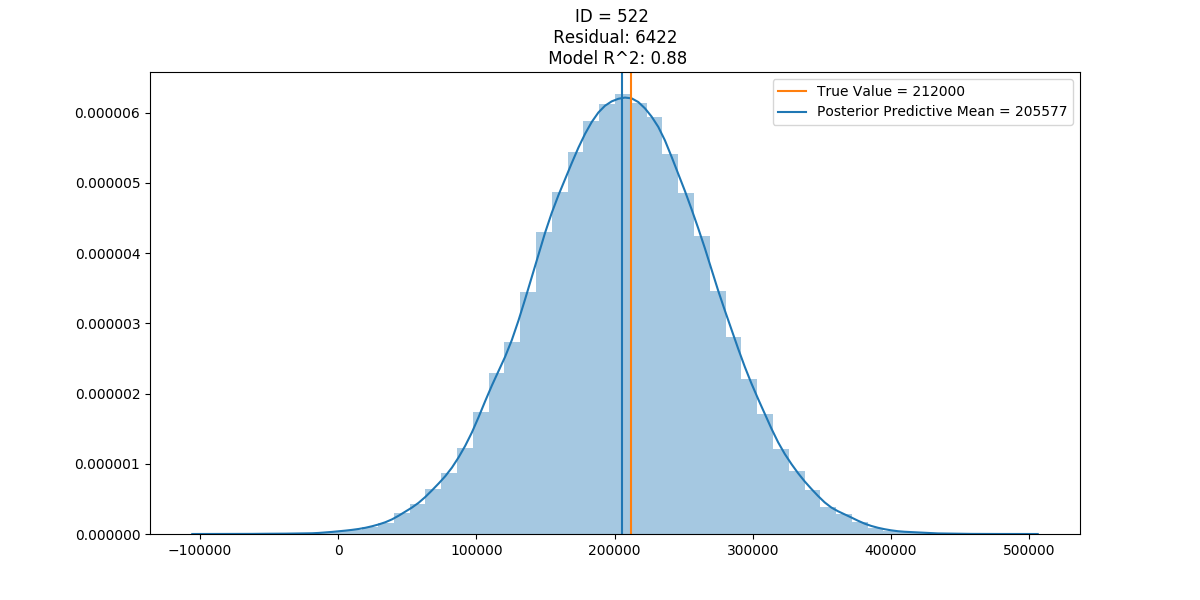 ID = 522
Residual: 6422
Model R^2: 0.88
True Value = 212000
Posterior Predictive Mean = 205577
0.000006
0.000005
0.000004
0.000003
0.000002
0.000001
0.000000
−100000 0 100000 200000 300000 400000 500000